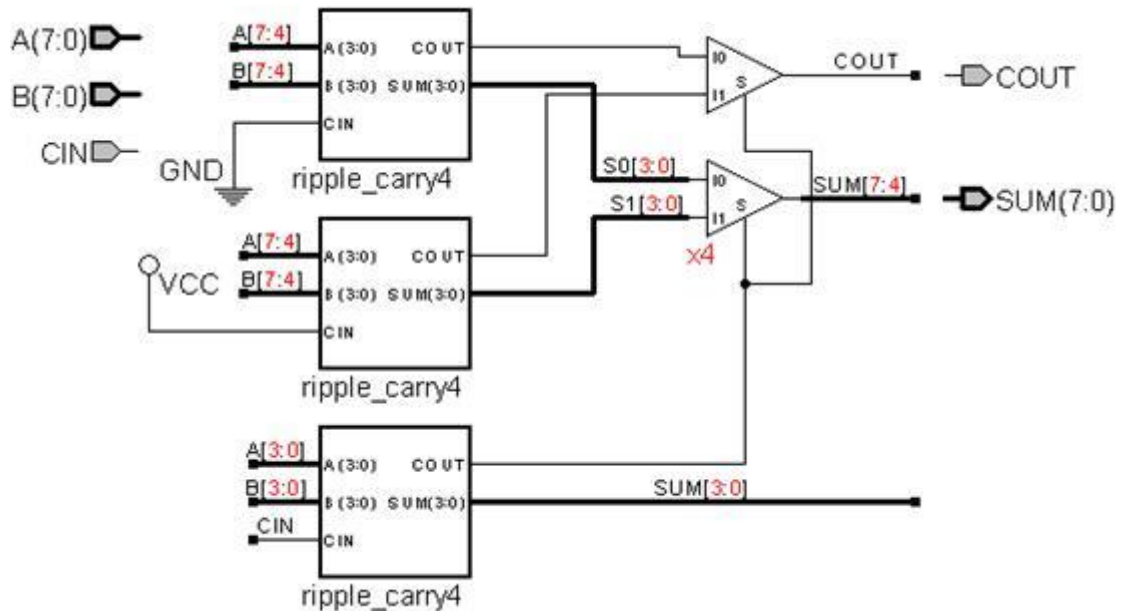 A(7:0)
B(7:0)
CIN
A[7:4]
B[7:4]
GND
A(3:0) COUT
B(3:0) SUM(3:0)
CIN
ripple_carry4
A[7:4]
B[7:4]
VCC
A(3:0) COUT
B(3:0) SUM(3:0)
CIN
ripple_carry4
A[3:0]
B[3:0]
CIN
A(3:0) COUT
B(3:0) SUM(3:0)
CIN
ripple_carry4
I0
I1
S
COUT
COUT
S0[3:0]
S1[3:0]
I0
I1
S
x4
SUM[7:4]
SUM(7:0)
SUM[3:0]